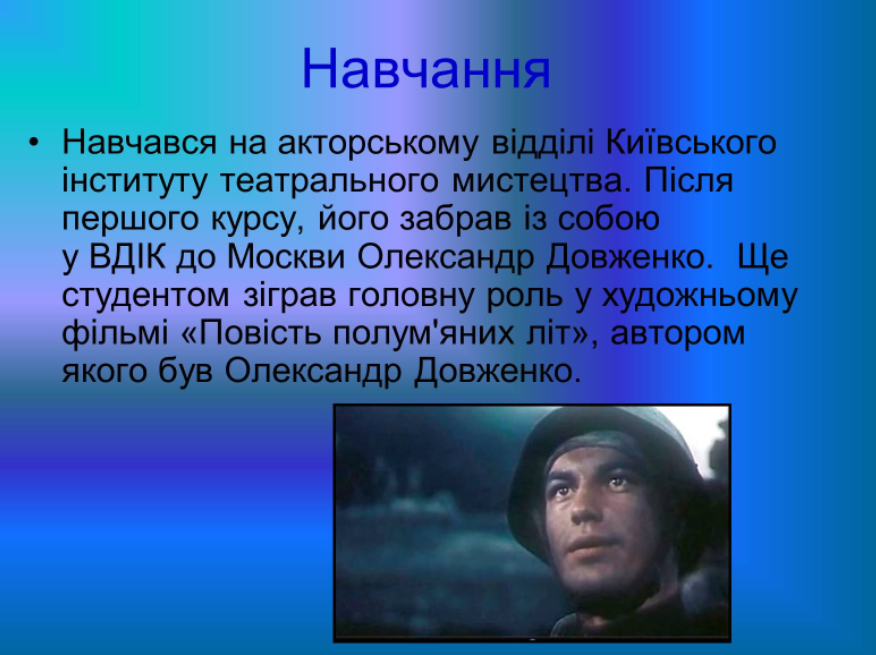 Навчання
• Навчався на акторському відділі Київського
інституту театрального мистецтва. Після
першого курсу, його забрав із собою
у ВДІК до Москви Олександр Довженко.  Ще
студентом зіграв головну роль у художньому
фільмі «Повість полум'яних літ», автором
якого був Олександр Довженко.